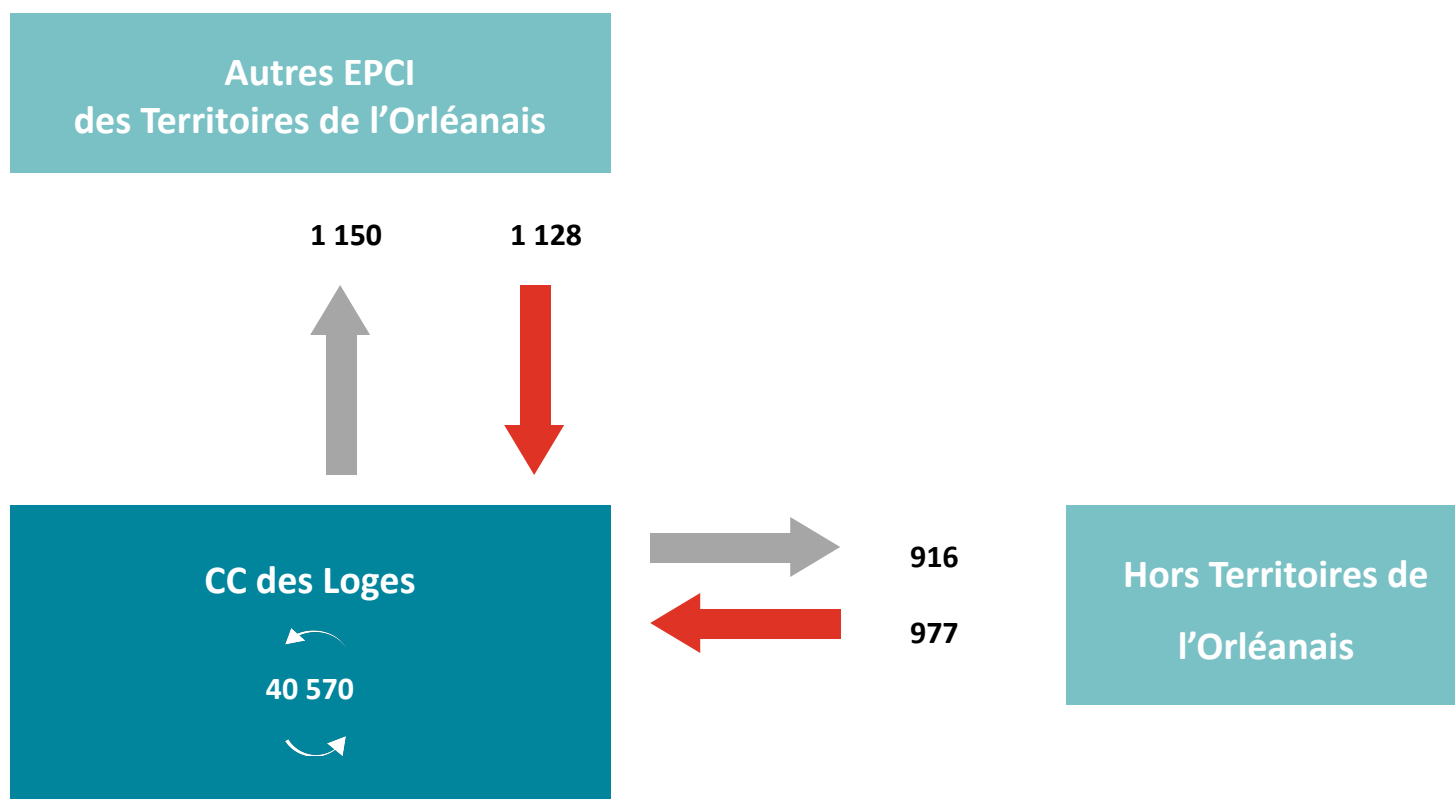 Autres EPCI
des Territoires de l’Orléanais
1 150
1 128
CC des Loges
40 570
916
977
Hors Territoires de
l’Orléanais